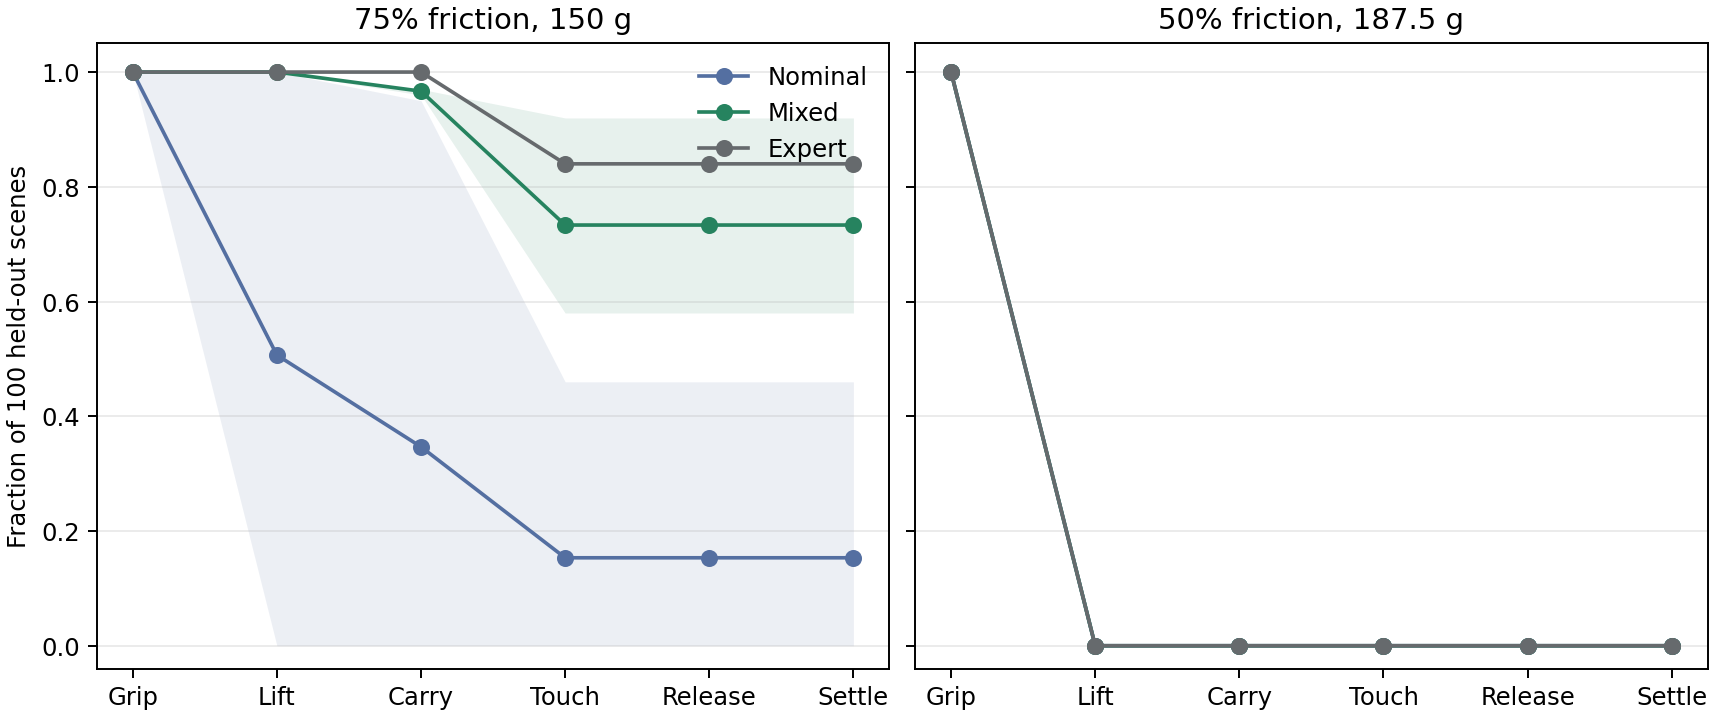 75% friction, 150 g
50% friction, 187.5 g
Fraction of 100 held-out scenes
1.0
0.8
0.6
0.4
0.2
0.0
Nominal
Mixed
Expert
Grip Lift Carry Touch Release Settle
Grip Lift Carry Touch Release Settle